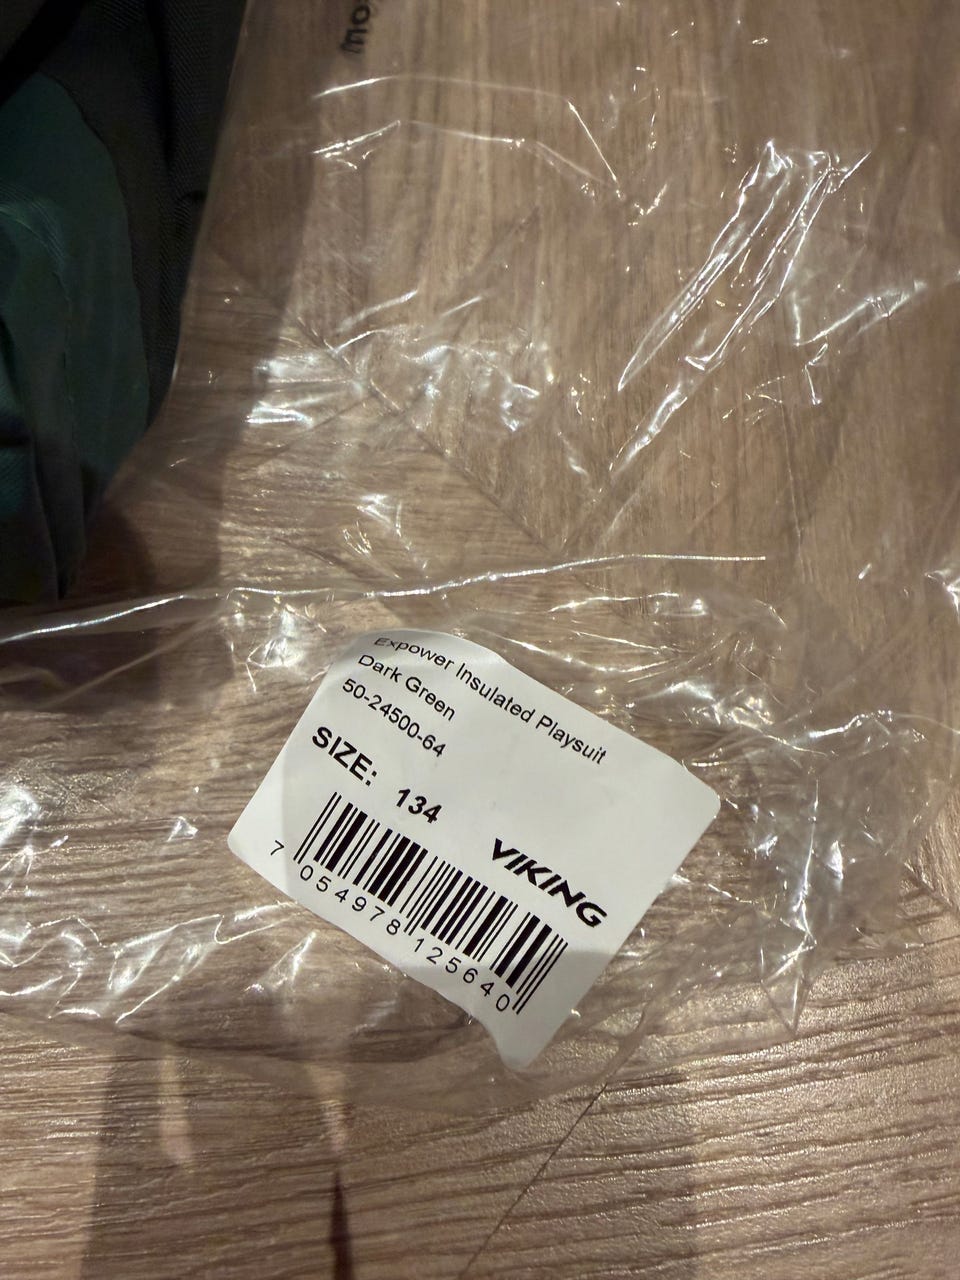 Expower Insulated Playsuit
Dark Green
50-24500-64
SIZE: 134
VIKING
7 054978 125640